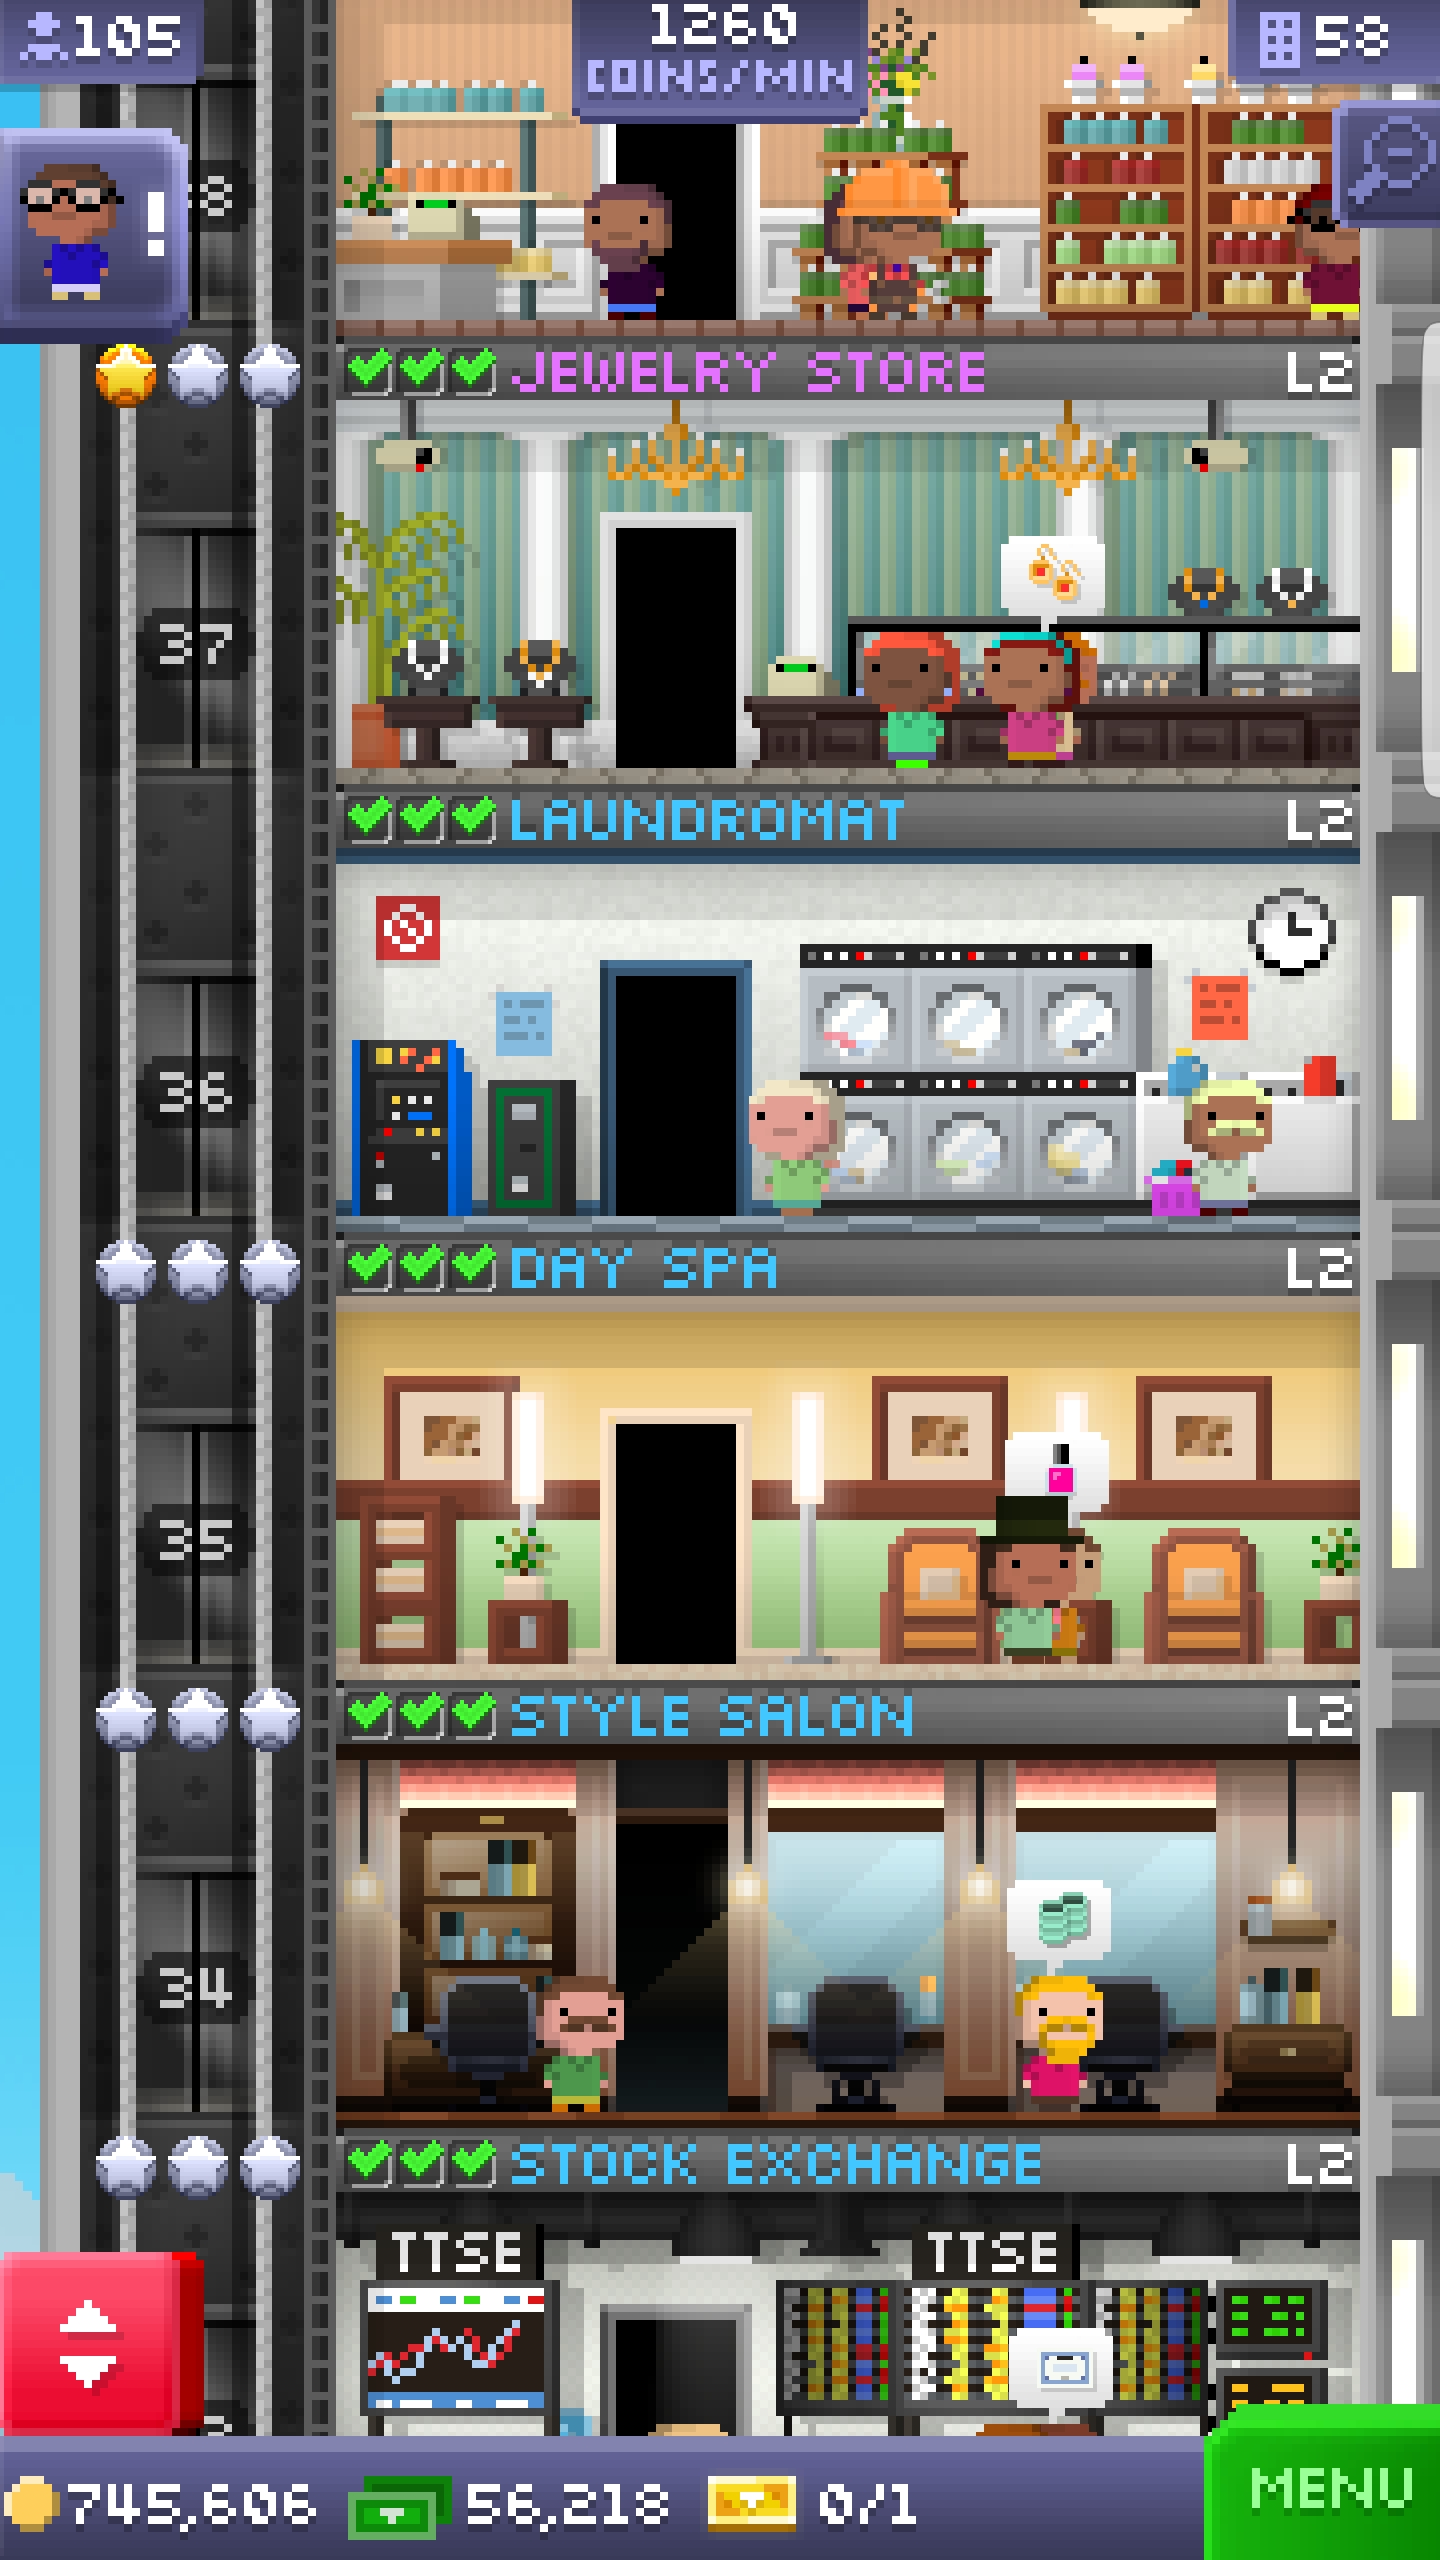 105
1260
COINS/MIN
58
!
JEWELRY STORE
L2
37
LAUNDROMAT
L2
36
DAY SPA
L2
35
STYLE SALON
L2
34
STOCK EXCHANGE
L2
TTSE
TTSE
745,606
56,218
0/1
MENU